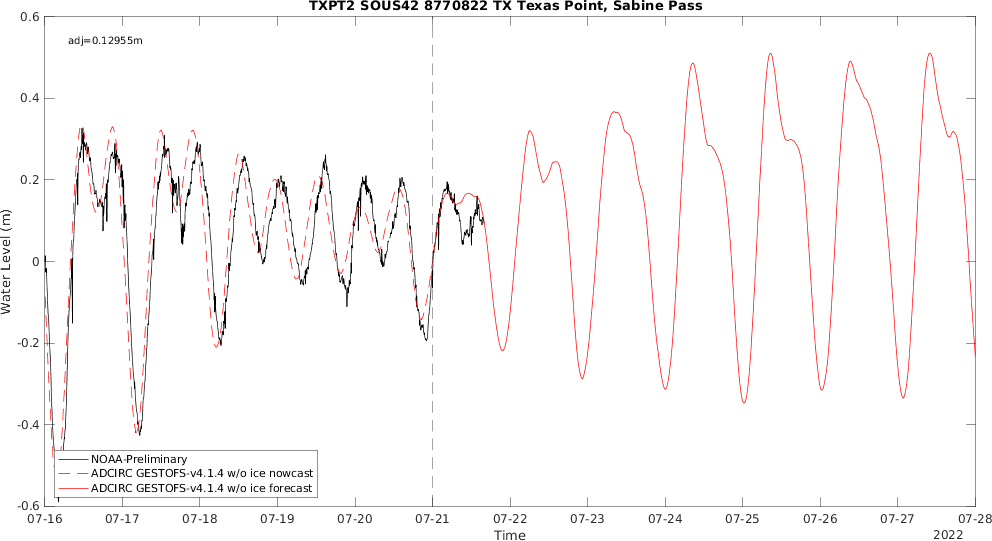 TXPT2 SOUS42 8770822 TX Texas Point, Sabine Pass
adj=0.12955m
0.6
0.4
0.2
0
-0.2
-0.4
-0.6
Water Level (m)
NOAA-Preliminary
ADCIRC GESTOFS-v4.1.4 w/o ice nowcast
ADCIRC GESTOFS-v4.1.4 w/o ice forecast
07-16 07-17 07-18 07-19 07-20 07-21 07-22 07-23 07-24 07-25 07-26 07-27 07-28
Time
2022